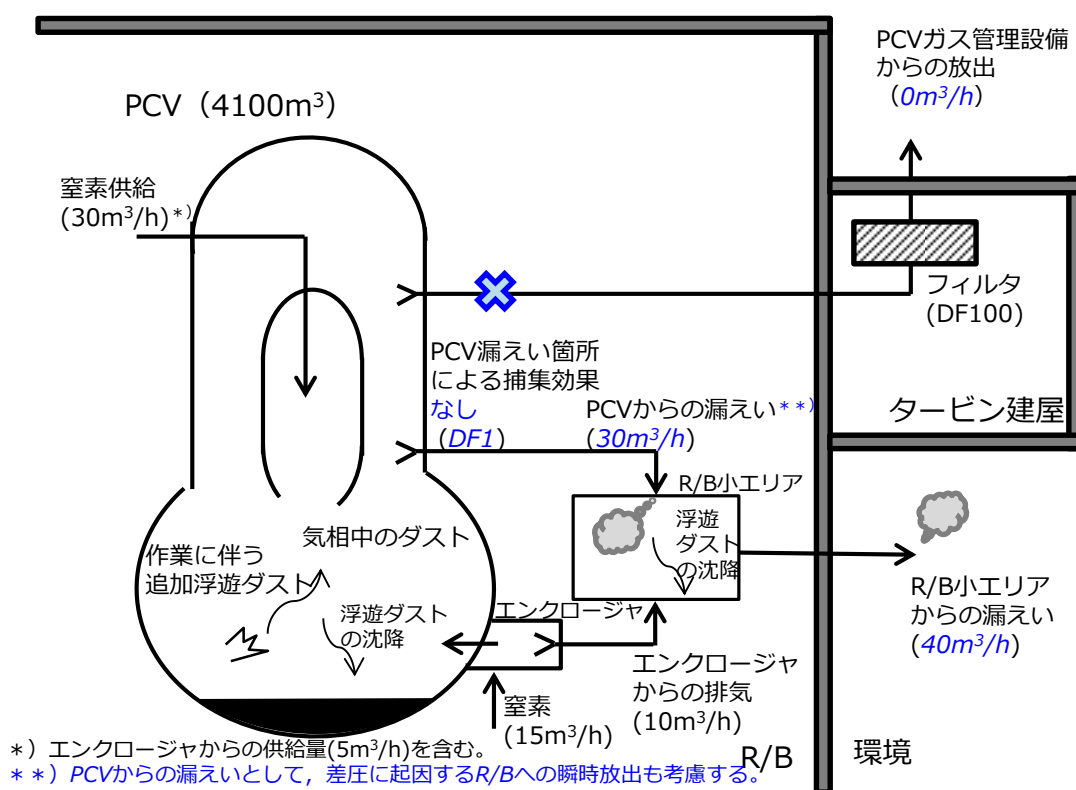 PCVガス管理設備
からの放出
（0m³/h）
PCV（4100m³）
窒素供給
(30m³/h)*)
フィルタ
(DF100)
PCV漏えい箇所
による捕集効果
なし
（DF1）
PCVからの漏えい**)
(30m³/h)
タービン建屋
R/B小エリア
浮遊
ダスト
の沈降
気相中のダスト
作業に伴う
追加浮遊ダスト
浮遊ダスト
の沈降
エンクロージャ
R/B小エリア
からの漏えい
(40m³/h)
エンクロージャ
からの排気
(10m³/h)
窒素
(15m³/h)
R/B
環境
*）エンクロージャからの供給量(5m³/h)を含む。
**）PCVからの漏えいとして，差圧に起因するR/Bへの瞬時放出も考慮する。